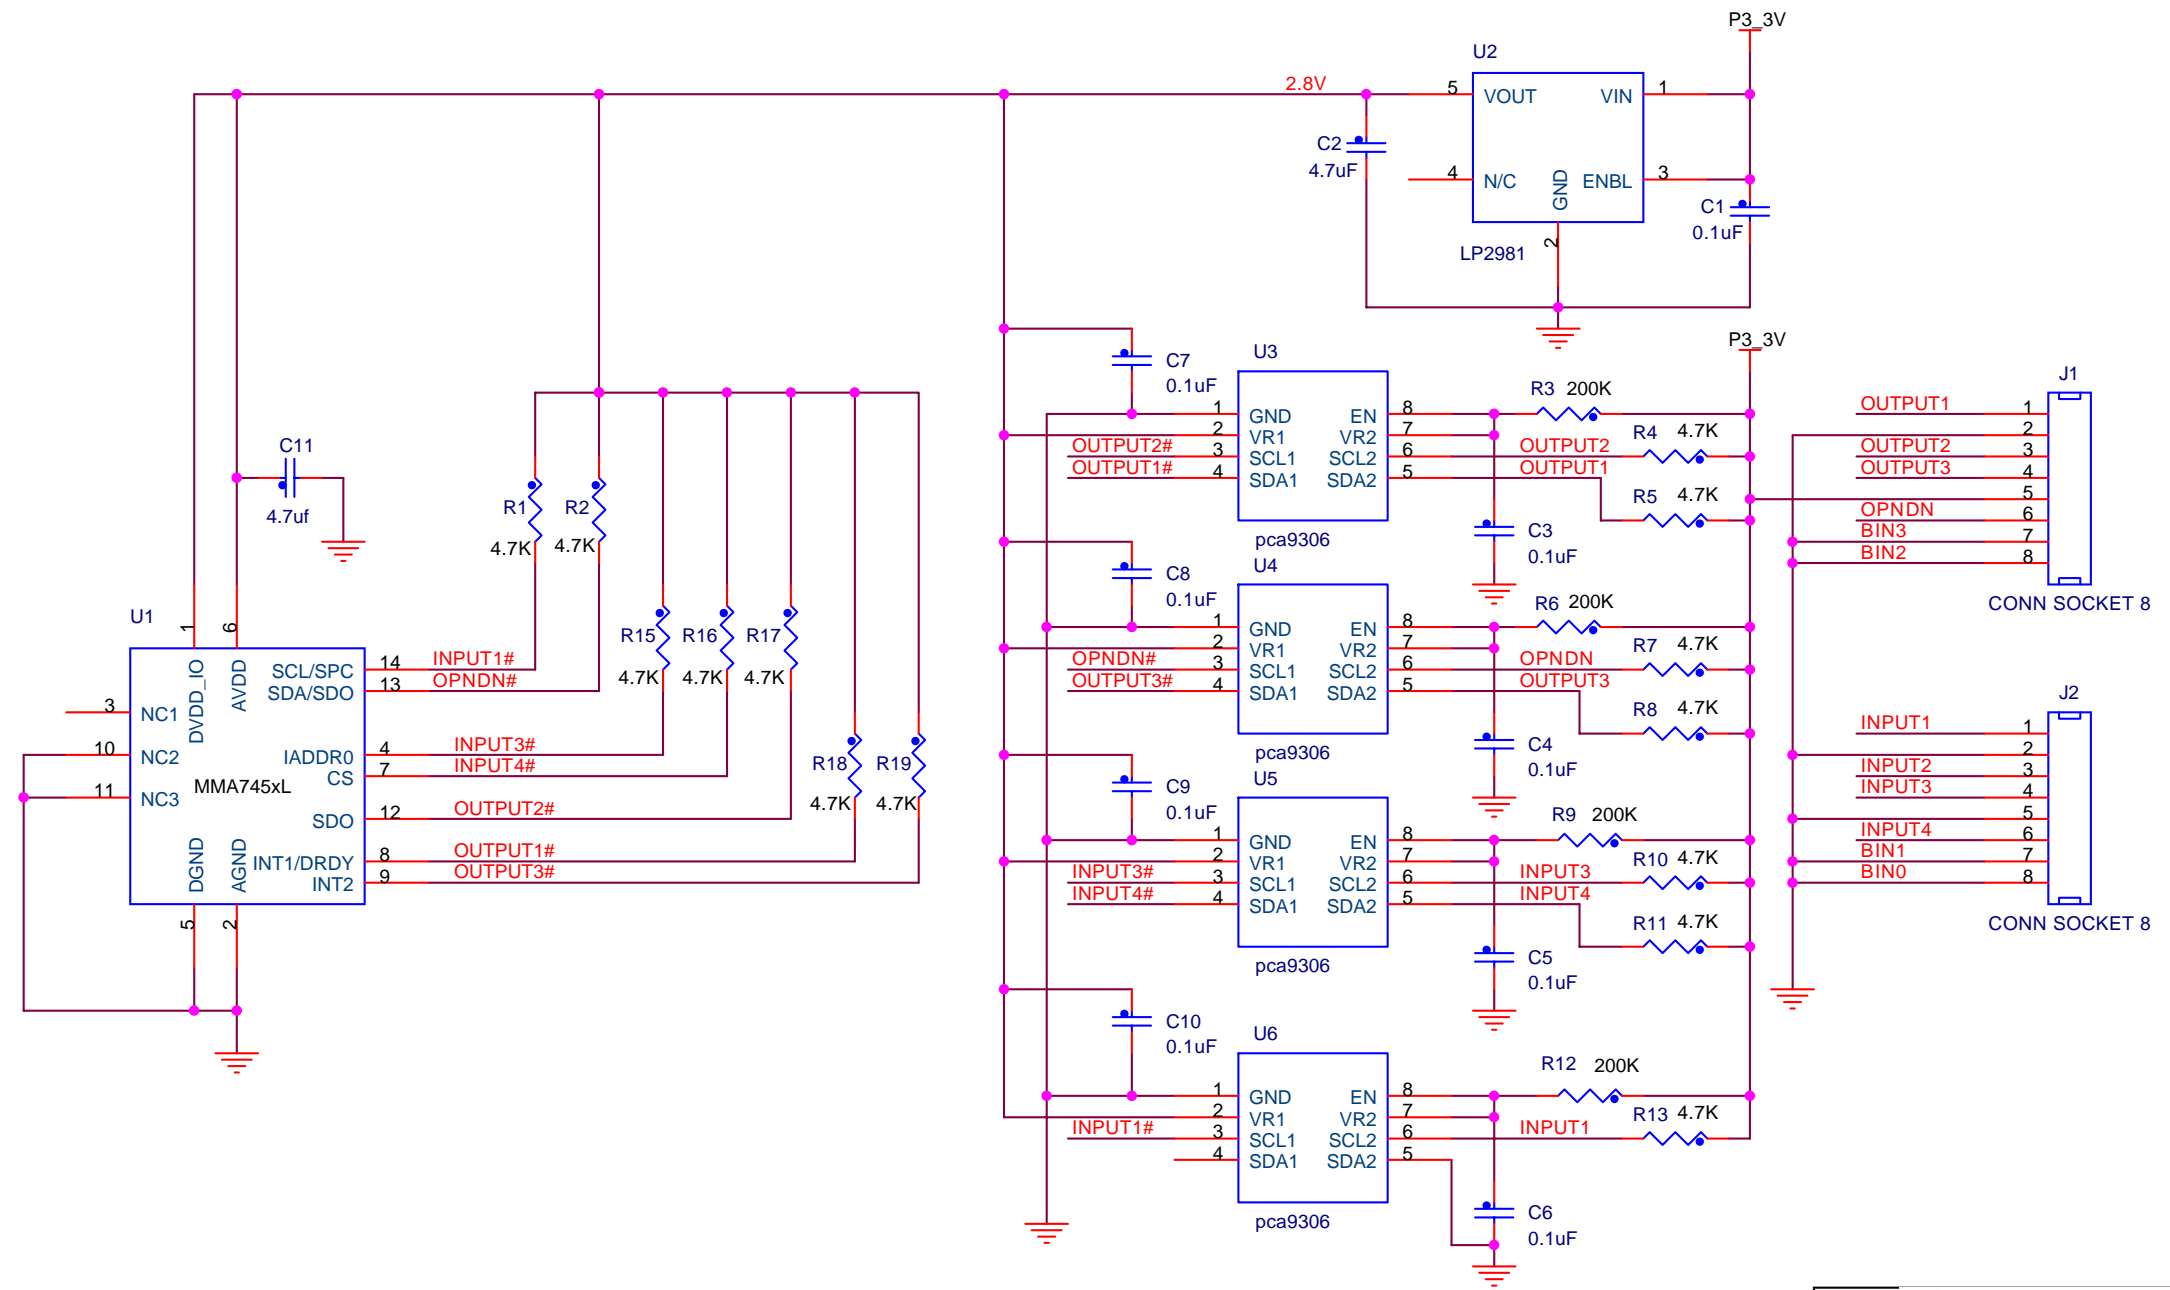 P3_3V
U2
2.8V
5 VOUT VIN 1
C2
4.7uF
4 N/C GND ENBL 3
2
C1
0.1uF
LP2981
P3_3V
C7
0.1uF
U3
1 GND EN 8
2 VR1 VR2 7
OUTPUT2# 3 SCL1 SCL2 6 OUTPUT2
OUTPUT1# 4 SDA1 SDA2 5 OUTPUT1
pca9306
R3 200K
R4 4.7K
R5 4.7K
C3
0.1uF
C8
0.1uF
U4
1 GND EN 8
2 VR1 VR2 7
OPNDN# 3 SCL1 SCL2 6 OPNDN
OUTPUT3# 4 SDA1 SDA2 5 OUTPUT3
pca9306
R6 200K
R7 4.7K
R8 4.7K
C4
0.1uF
C9
0.1uF
U5
1 GND EN 8
2 VR1 VR2 7
INPUT3# 3 SCL1 SCL2 6 INPUT3
INPUT4# 4 SDA1 SDA2 5 INPUT4
pca9306
R9 200K
R10 4.7K
R11 4.7K
C5
0.1uF
C10
0.1uF
U6
1 GND EN 8
2 VR1 VR2 7
INPUT1# 3 SCL1 SCL2 6 INPUT1
4 SDA1 SDA2 5
pca9306
R12 200K
R13 4.7K
C6
0.1uF
J1
OUTPUT1 1
2
OUTPUT2 3
OUTPUT3 4
5
OPNDN 6
BIN3 7
BIN2 8
CONN SOCKET 8
J2
INPUT1 1
2
INPUT2 3
INPUT3 4
5
INPUT4 6
BIN1 7
BIN0 8
CONN SOCKET 8
C11
4.7uf
R1
4.7K
R2
4.7K
R15
4.7K
R16
4.7K
R17
4.7K
R18
4.7K
R19
4.7K
U1
1 DVDD_IO
6 AVDD
SCL/SPC 14 INPUT1#
SDA/SDO 13 OPNDN#
3 NC1
10 NC2
11 NC3
IADDR0 4 INPUT3#
CS 7 INPUT4#
MMA745xL
SDO 12 OUTPUT2#
INT1/DRDY 8 OUTPUT1#
INT2 9 OUTPUT3#
DGND 5
AGND 2